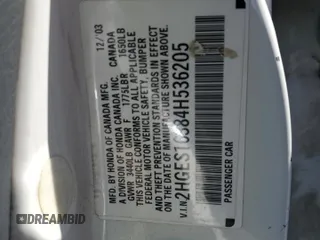 12/03
MFD. BY HONDA OF CANADA MFG.
A DIVISION OF HONDA CANADA INC. CANADA
GVWR 3440LB GAWR F 1775LBR 1650LB
THIS VEHICLE CONFORMS TO ALL APPLICABLE
FEDERAL MOTOR VEHICLE SAFETY, BUMPER
AND THEFT PREVENTION STANDARDS IN EFFECT
ON THE DATE OF MANUFACTURE SHOWN ABOVE.
V.I.N.
PASSENGER CAR
DREAMBID